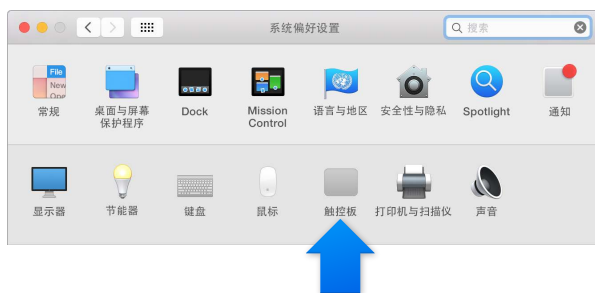 系统偏好设置
搜索
File
New
Ope
常规
桌面与屏幕
保护程序
Dock
Mission
Control
语言与地区
安全性与隐私
Spotlight
通知
显示器
节能器
键盘
鼠标
触控板
打印机与扫描仪
声音